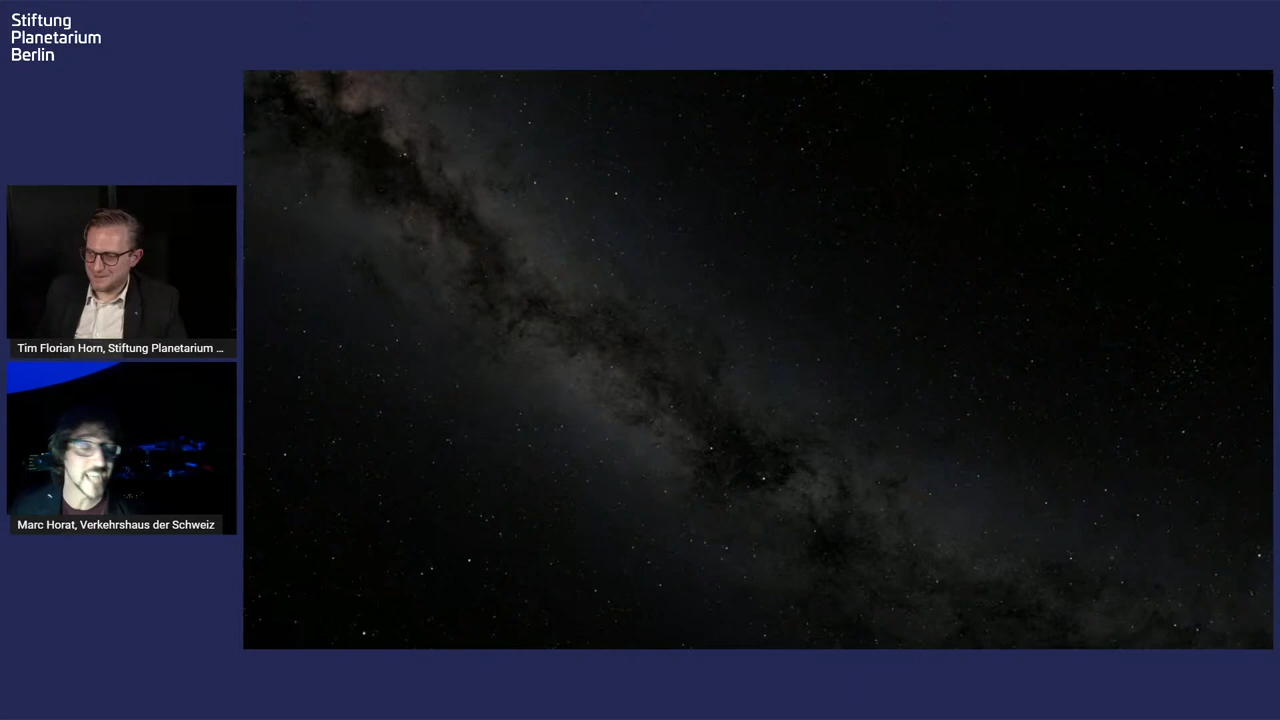 Stiftung
Planetarium
Berlin
Tim Florian Horn, Stiftung Planetarium ...
Marc Horat, Verkehrshaus der Schweiz